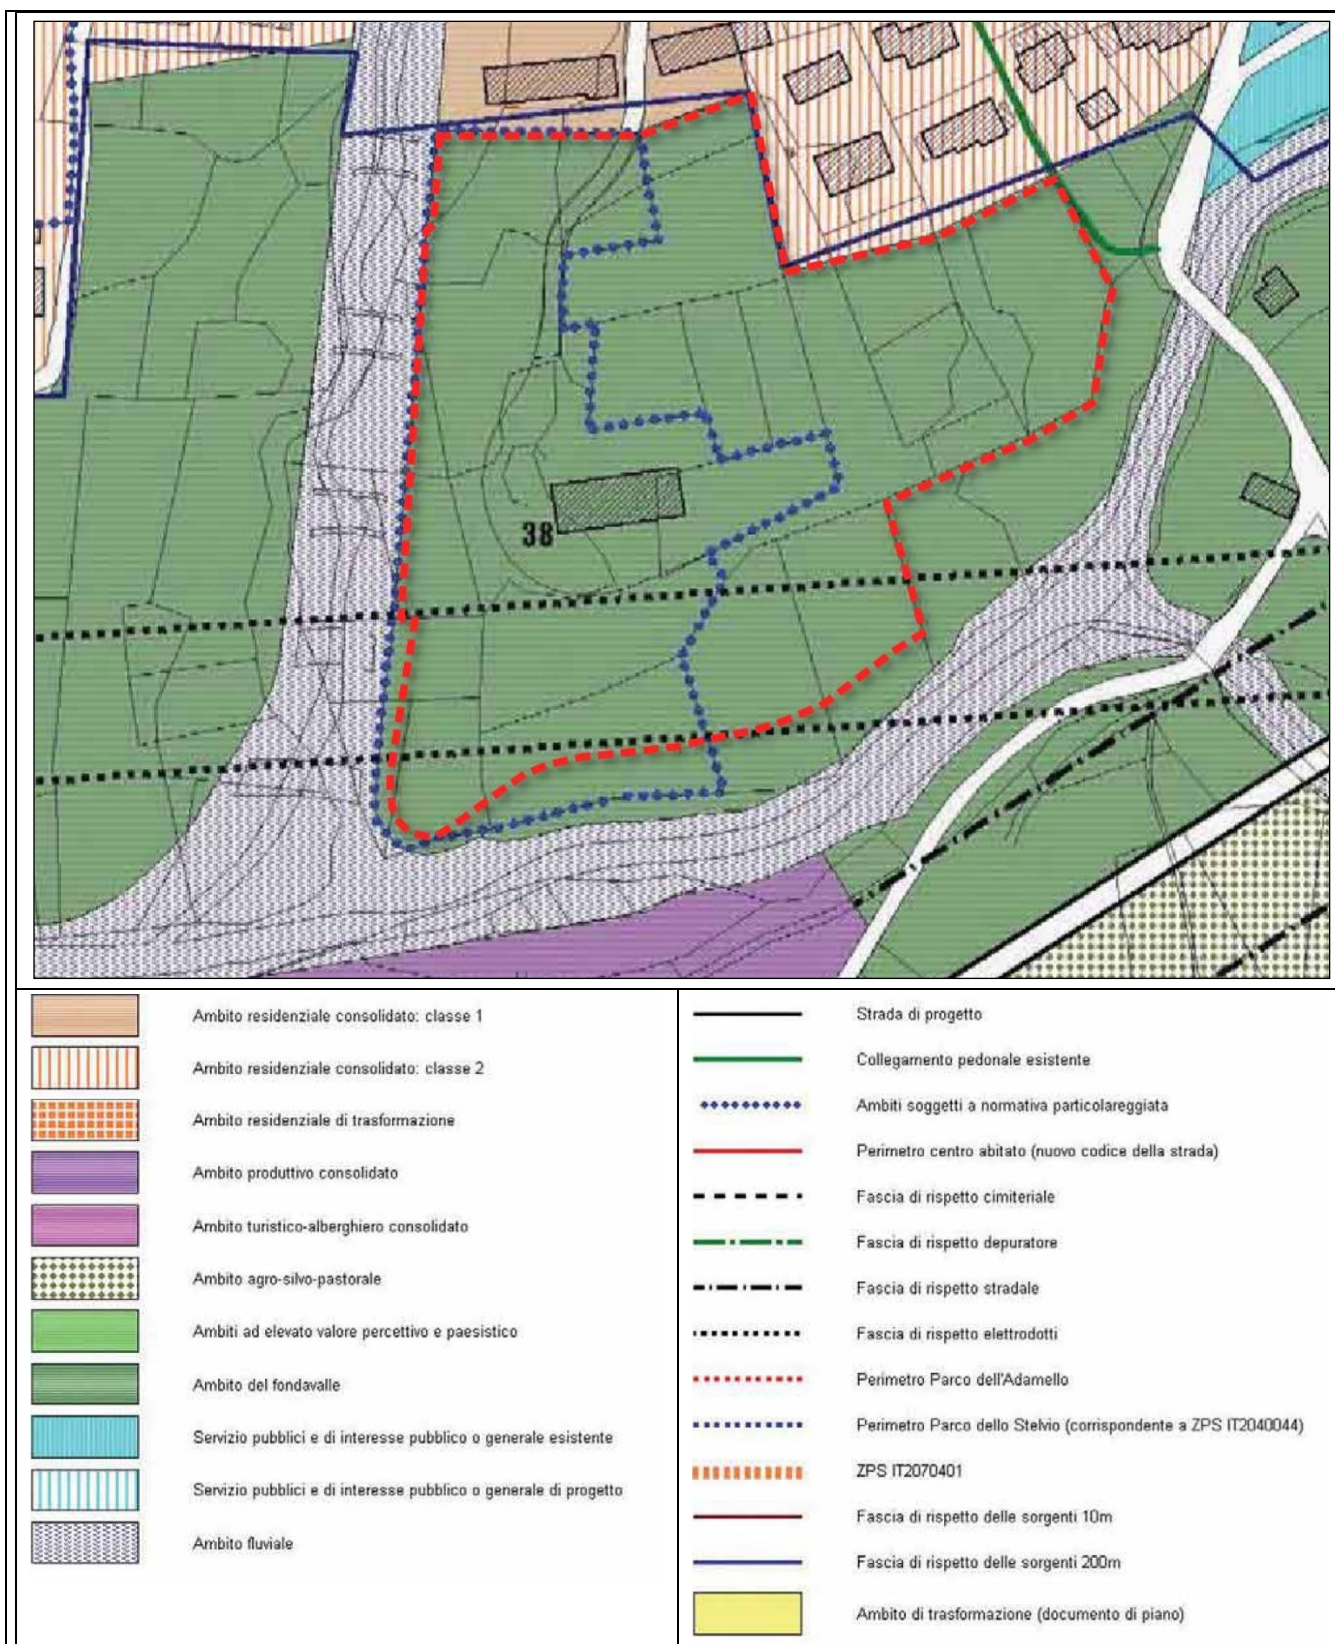 38
Ambito residenziale consolidato: classe 1
Ambito residenziale consolidato: classe 2
Ambito residenziale di trasformazione
Ambito produttivo consolidato
Ambito turistico-alberghiero consolidato
Ambito agro-silvo-pastorale
Ambiti ad elevato valore percettivo e paesistico
Ambito del fondavalle
Servizio pubblici e di interesse pubblico o generale esistente
Servizio pubblici e di interesse pubblico o generale di progetto
Ambito fluviale
Strada di progetto
Collegamento pedonale esistente
Ambiti soggetti a normativa particolareggiata
Perimetro centro abitato (nuovo codice della strada)
Fascia di rispetto cimiteriale
Fascia di rispetto depuratore
Fascia di rispetto stradale
Fascia di rispetto elettrodotti
Perimetro Parco dell'Adamello
Perimetro Parco dello Stelvio (corrispondente a ZPS IT2040044)
ZPS IT2070401
Fascia di rispetto delle sorgenti 10m
Fascia di rispetto delle sorgenti 200m
Ambito di trasformazione (documento di piano)